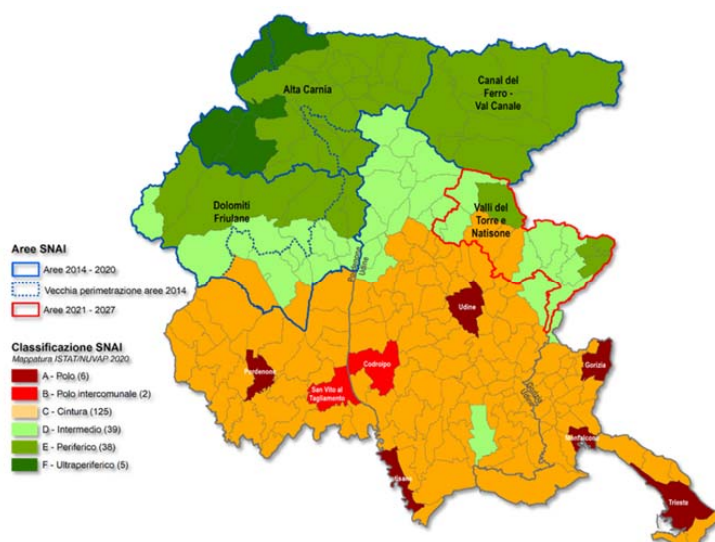 Alta Carnia
Canal del
Ferro -
Val Canale
Dolomiti
Friulane
Valli del
Torre e
Natisone
Aree SNAI
Aree 2014 - 2020
Vecchia perimetrazione aree 2014
Aree 2021 - 2027
Classificazione SNAI
Mappatura ISTAT/NUVAP 2020
A - Polo (6)
B - Polo intercomunale (2)
C - Cintura (125)
D - Intermedio (39)
E - Periferico (38)
F - Ultraperiferico (5)
Udine
Udine
Pordenone
Codroipo
San Vito al
Tagliamento
Gorizia
Monfalcone
Trieste